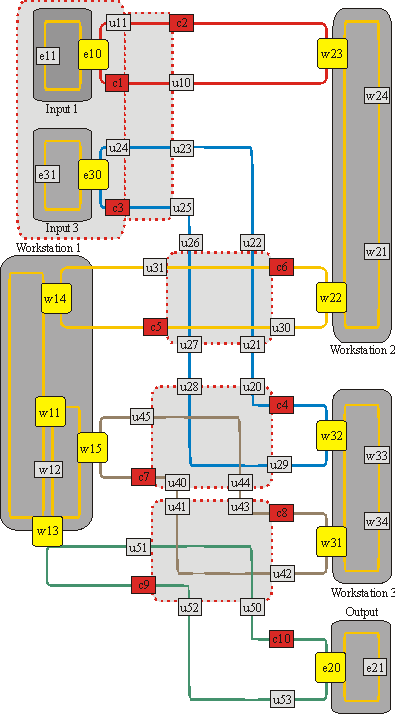 u11 c2
e11 e10 w23
c1 u10
w24
Input 1
u24 u23
e31 e30
c3 u25
Input 3
u26 u22
Workstation 1
w21
u31 c6
w14 w22
c5 u30
u27 u21
Workstation 2
u28 u20
c4
w11 u45
w32
w15 w33
w12 u29
c7 u40 u44
u41 u43
c8 w34
w13
w31
u51
u42
c9
Workstation 3
u52 u50
Output
c10
e20 e21
u53